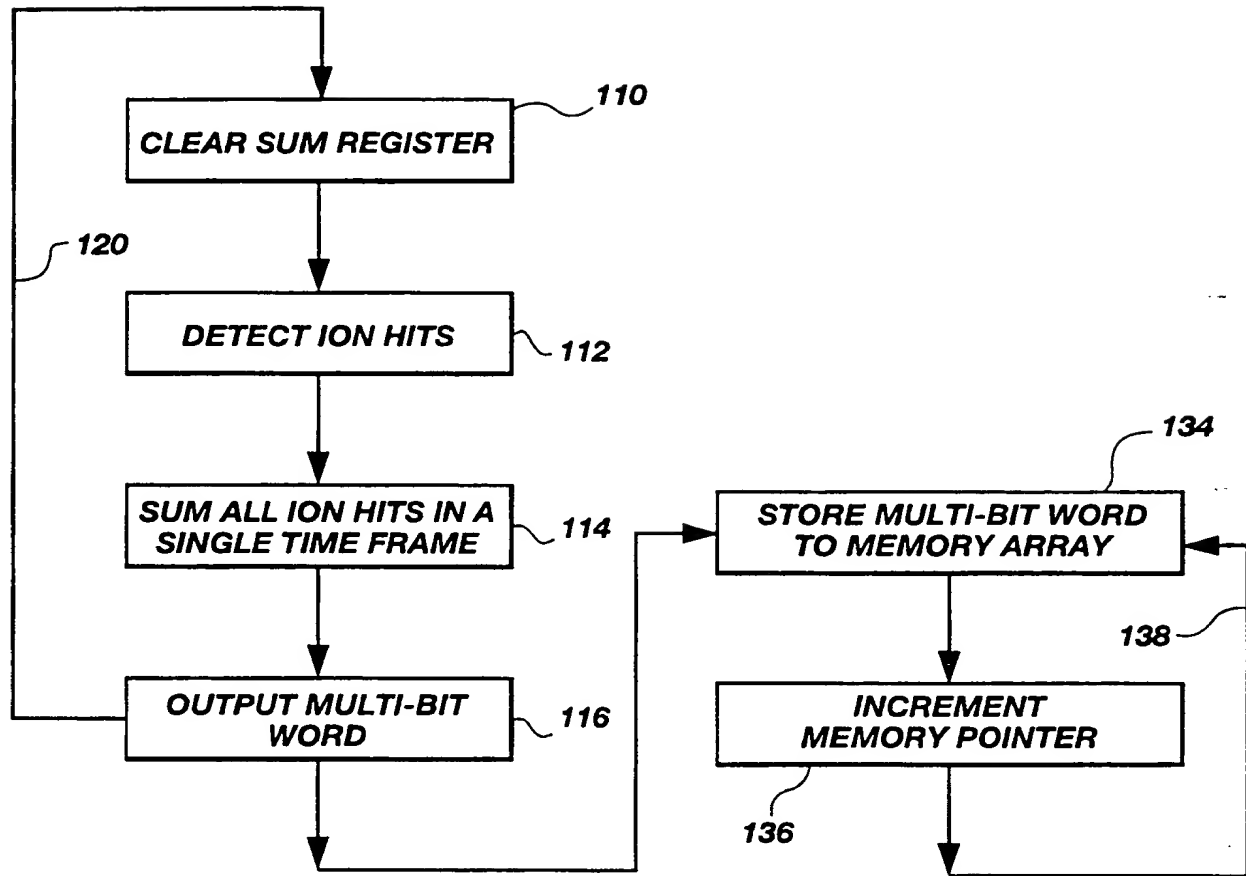 110
CLEAR SUM REGISTER
120
DETECT ION HITS
112
SUM ALL ION HITS IN A
SINGLE TIME FRAME
114
OUTPUT MULTI-BIT
WORD
116
134
STORE MULTI-BIT WORD
TO MEMORY ARRAY
138
INCREMENT
MEMORY POINTER
136